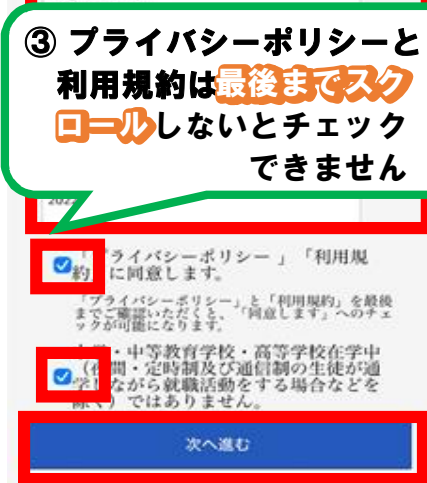 ③ プライバシーポリシーと
利用規約は最後までスク
ロールしないとチェック
できません
2022
「プライバシーポリシー」「利用規
約」に同意します。
「プライバシーポリシー」と「利用規約」を最後
までご確認いただくと、「同意します」へのチェ
ックが可能になります。
・中等教育学校・高等学校在学中
（夜間・定時制及び通信制の生徒が通
学しながら就職活動をする場合などを
除く）ではありません。
次へ進む